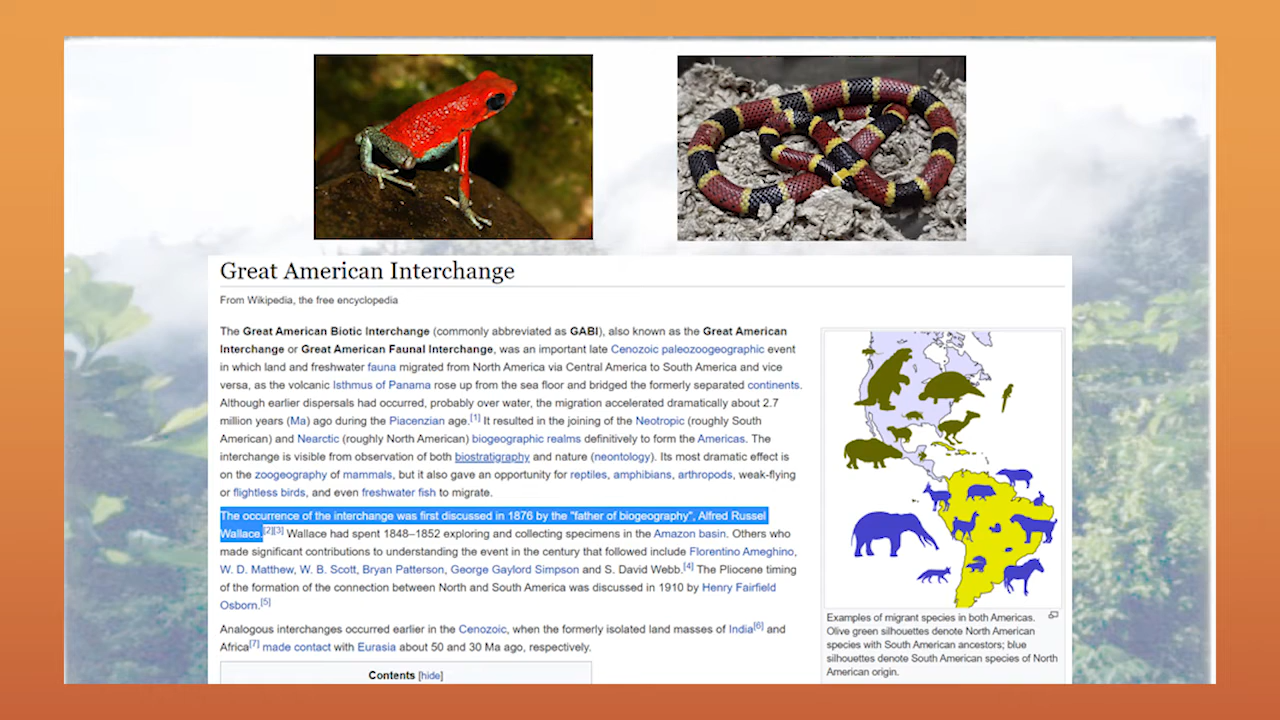 Great American Interchange
From Wikipedia, the free encyclopedia
The Great American Biotic Interchange (commonly abbreviated as GABI), also known as the Great American
Interchange or Great American Faunal Interchange, was an important late Cenozoic paleozoogeographic event
in which land and freshwater fauna migrated from North America via Central America to South America and vice
versa, as the volcanic Isthmus of Panama rose up from the sea floor and bridged the formerly separated continents.
Although earlier dispersals had occurred, probably over water, the migration accelerated dramatically about 2.7
million years (Ma) ago during the Piacenzian age.[1] It resulted in the joining of the Neotropic (roughly South
American) and Nearctic (roughly North American) biogeographic realms definitively to form the Americas. The
interchange is visible from observation of both biostratigraphy and nature (neontology). Its most dramatic effect is
on the zoogeography of mammals, but it also gave an opportunity for reptiles, amphibians, arthropods, weak-flying
or flightless birds, and even freshwater fish to migrate.
The occurrence of the interchange was first discussed in 1876 by the "father of biogeography", Alfred Russel
Wallace.[2][3] Wallace had spent 1848–1852 exploring and collecting specimens in the Amazon basin. Others who
made significant contributions to understanding the event in the century that followed include Florentino Ameghino,
W. D. Matthew, W. B. Scott, Bryan Patterson, George Gaylord Simpson and S. David Webb.[4] The Pliocene timing
of the formation of the connection between North and South America was discussed in 1910 by Henry Fairfield
Osborn.[5]
Analogous interchanges occurred earlier in the Cenozoic, when the formerly isolated land masses of India[6] and
Africa[7] made contact with Eurasia about 50 and 30 Ma ago, respectively.
Contents [hide]
Examples of migrant species in both Americas.
Olive green silhouettes denote North American
species with South American ancestors; blue
silhouettes denote South American species of North
American origin.